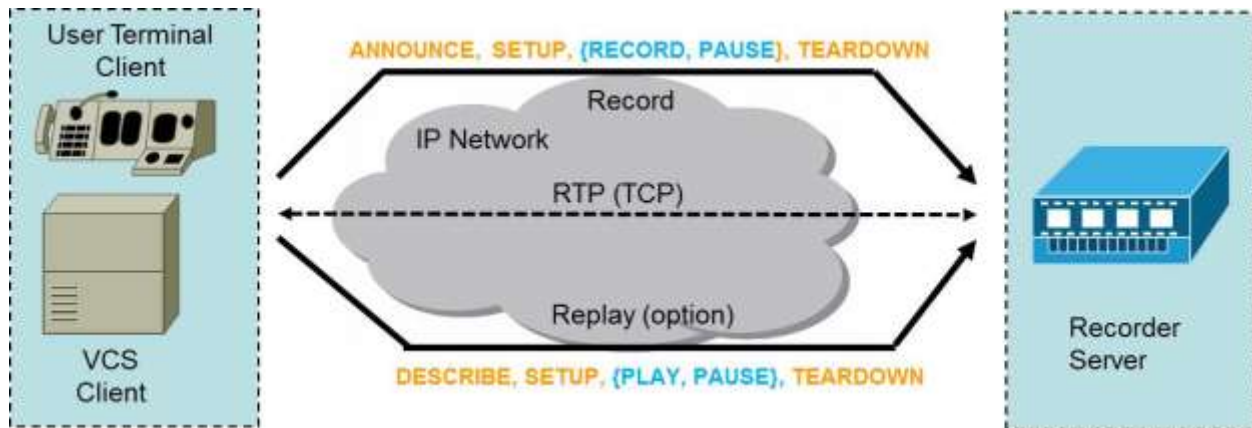 User Terminal
Client
VCS
Client
ANNOUNCE, SETUP, {RECORD, PAUSE}, TEARDOWN
Record
IP Network
RTP (TCP)
Replay (option)
DESCRIBE, SETUP, {PLAY, PAUSE}, TEARDOWN
Recorder
Server